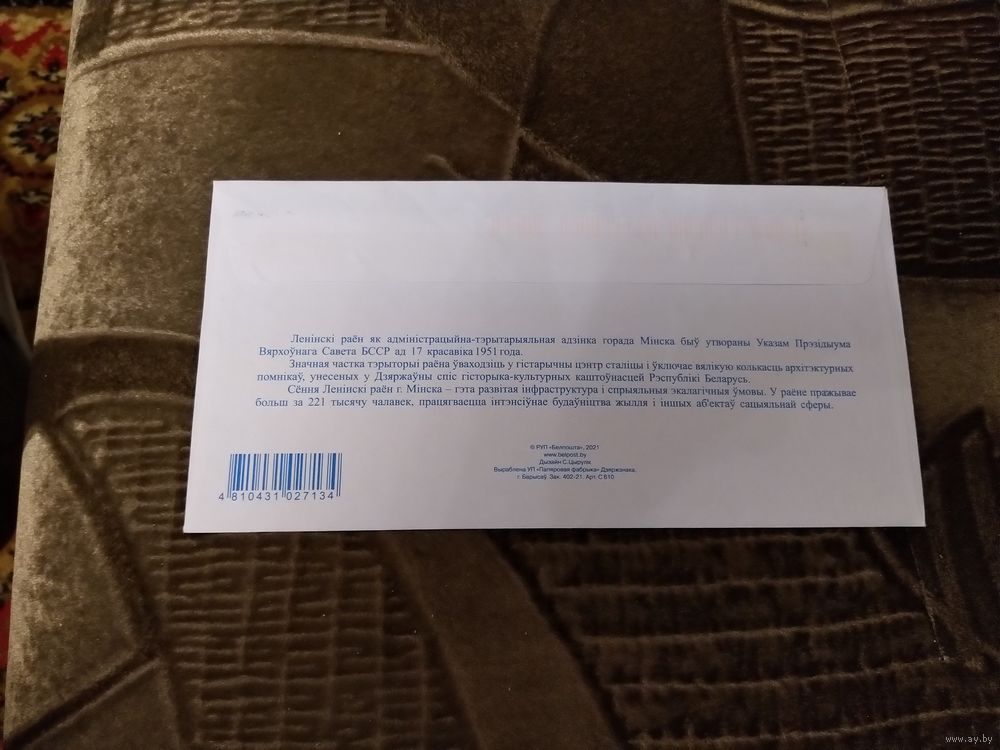 Ленінскі раён як адміністрацыйна-тэрытарыяльная адзінка горада Мінска быў утвораны Указам Прэзідыума
Вярхоўнага Савета БССР ад 17 красавіка 1951 года.
Значная частка тэрыторыі раёна ўваходзіць у гістарычны цэнтр сталіцы і ўключае вялікую колькасць архітэктурных
помнікаў, унесеных у Дзяржаўны спіс гісторыка-культурных каштоўнасцей Рэспублікі Беларусь.
Сёння Ленінскі раён г. Мінска – гэта развітая інфраструктура і спрыяльныя экалагічныя ўмовы. У раёне пражывае
больш за 221 тысячу чалавек, працягваецца інтэнсіўнае будаўніцтва жылля і іншых аб'ектаў сацыяльнай сферы.
© РУП «Белпошта», 2021
www.belpost.by
Дызайн С.Цыруляк
Выраблена УП «Папяровая фабрыка» Дзяржзнака,
г. Барысаў. Зак. 402-21. Арт. С 610
4 810431 027134
www.ay.by